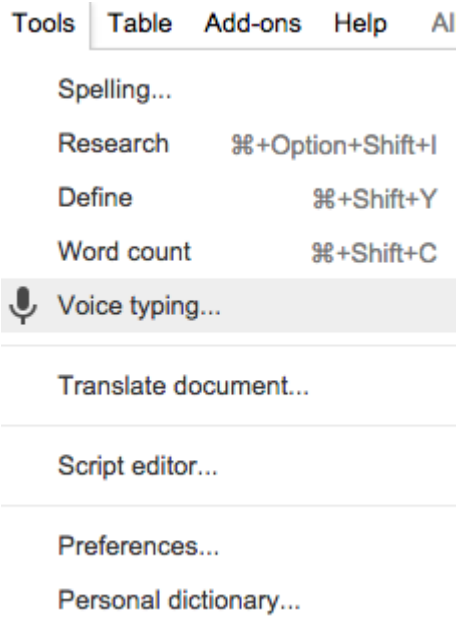 Tools Table Add-ons Help Al
Spelling...
Research ⌘+Option+Shift+I
Define ⌘+Shift+Y
Word count ⌘+Shift+C
Voice typing...
Translate document...
Script editor...
Preferences...
Personal dictionary...